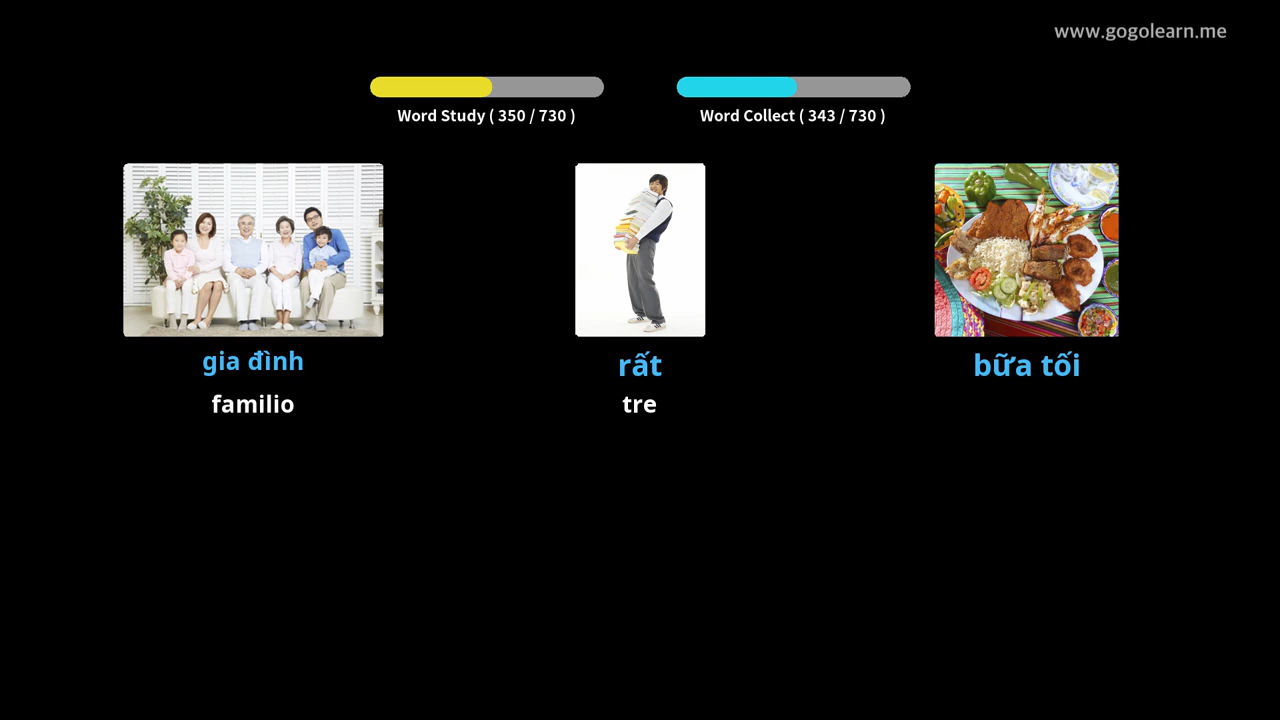 www.gogolearn.me
Word Study ( 350 / 730 )
Word Collect ( 343 / 730 )
gia đình
rất
bữa tối
familio
tre